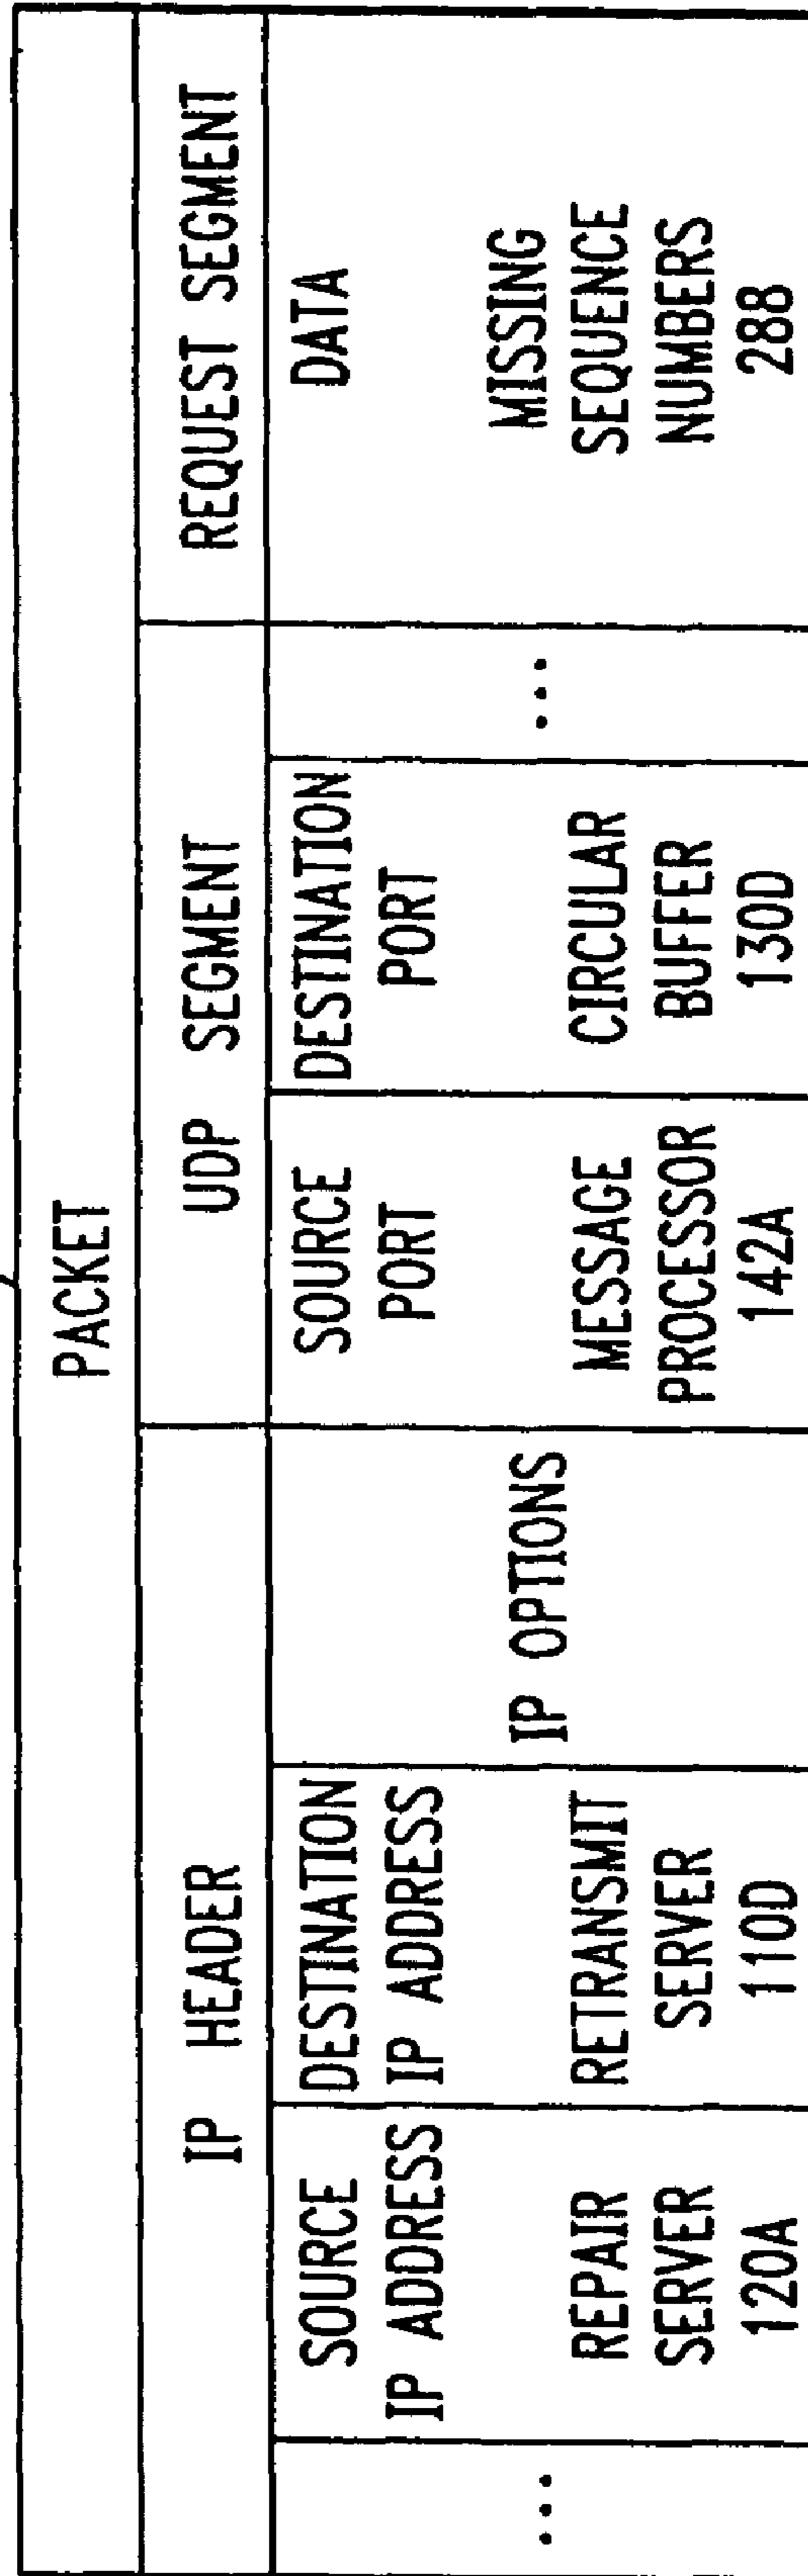 PACKET
IP HEADER
UDP SEGMENT
REQUEST SEGMENT
...
SOURCE
IP ADDRESS
REPAIR
SERVER
120A
DESTINATION
IP ADDRESS
RETRANSMIT
SERVER
110D
IP OPTIONS
SOURCE
PORT
MESSAGE
PROCESSOR
142A
DESTINATION
PORT
CIRCULAR
BUFFER
130D
...
DATA
MISSING
SEQUENCE
NUMBERS
288